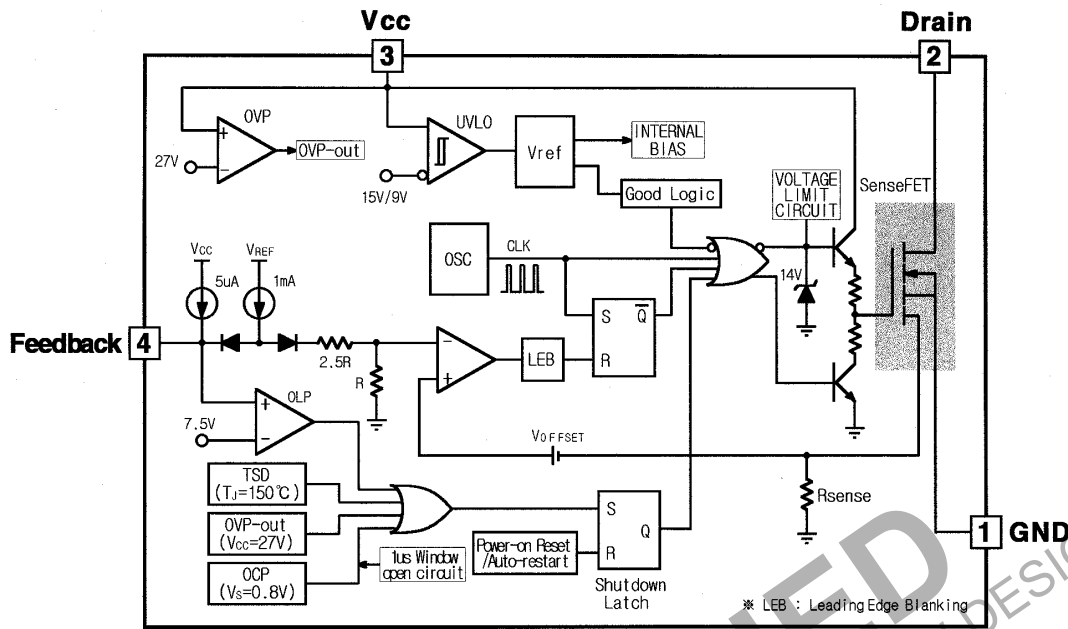 Vcc
3
Drain
2
OVP
+
27V
-
OVP-out
UVLO
15V/9V
Vref
INTERNAL
BIAS
Good Logic
VOLTAGE
LIMIT
CIRCUIT
SenseFET
OSC
CLK
14V
VCC
VREF
5uA
1mA
Feedback
4
2.5R
R
-
+
LEB
S
Q
R
OLP
7.5V
+
-
VOFFSET
Rsense
TSD
(TJ=150℃)
OVP-out
(VCC=27V)
OCP
(VS=0.8V)
1us Window
open circuit
Power-on Reset
/Auto-restart
S
Q
R
Shutdown
Latch
1
GND
※ LEB : Leading Edge Blanking